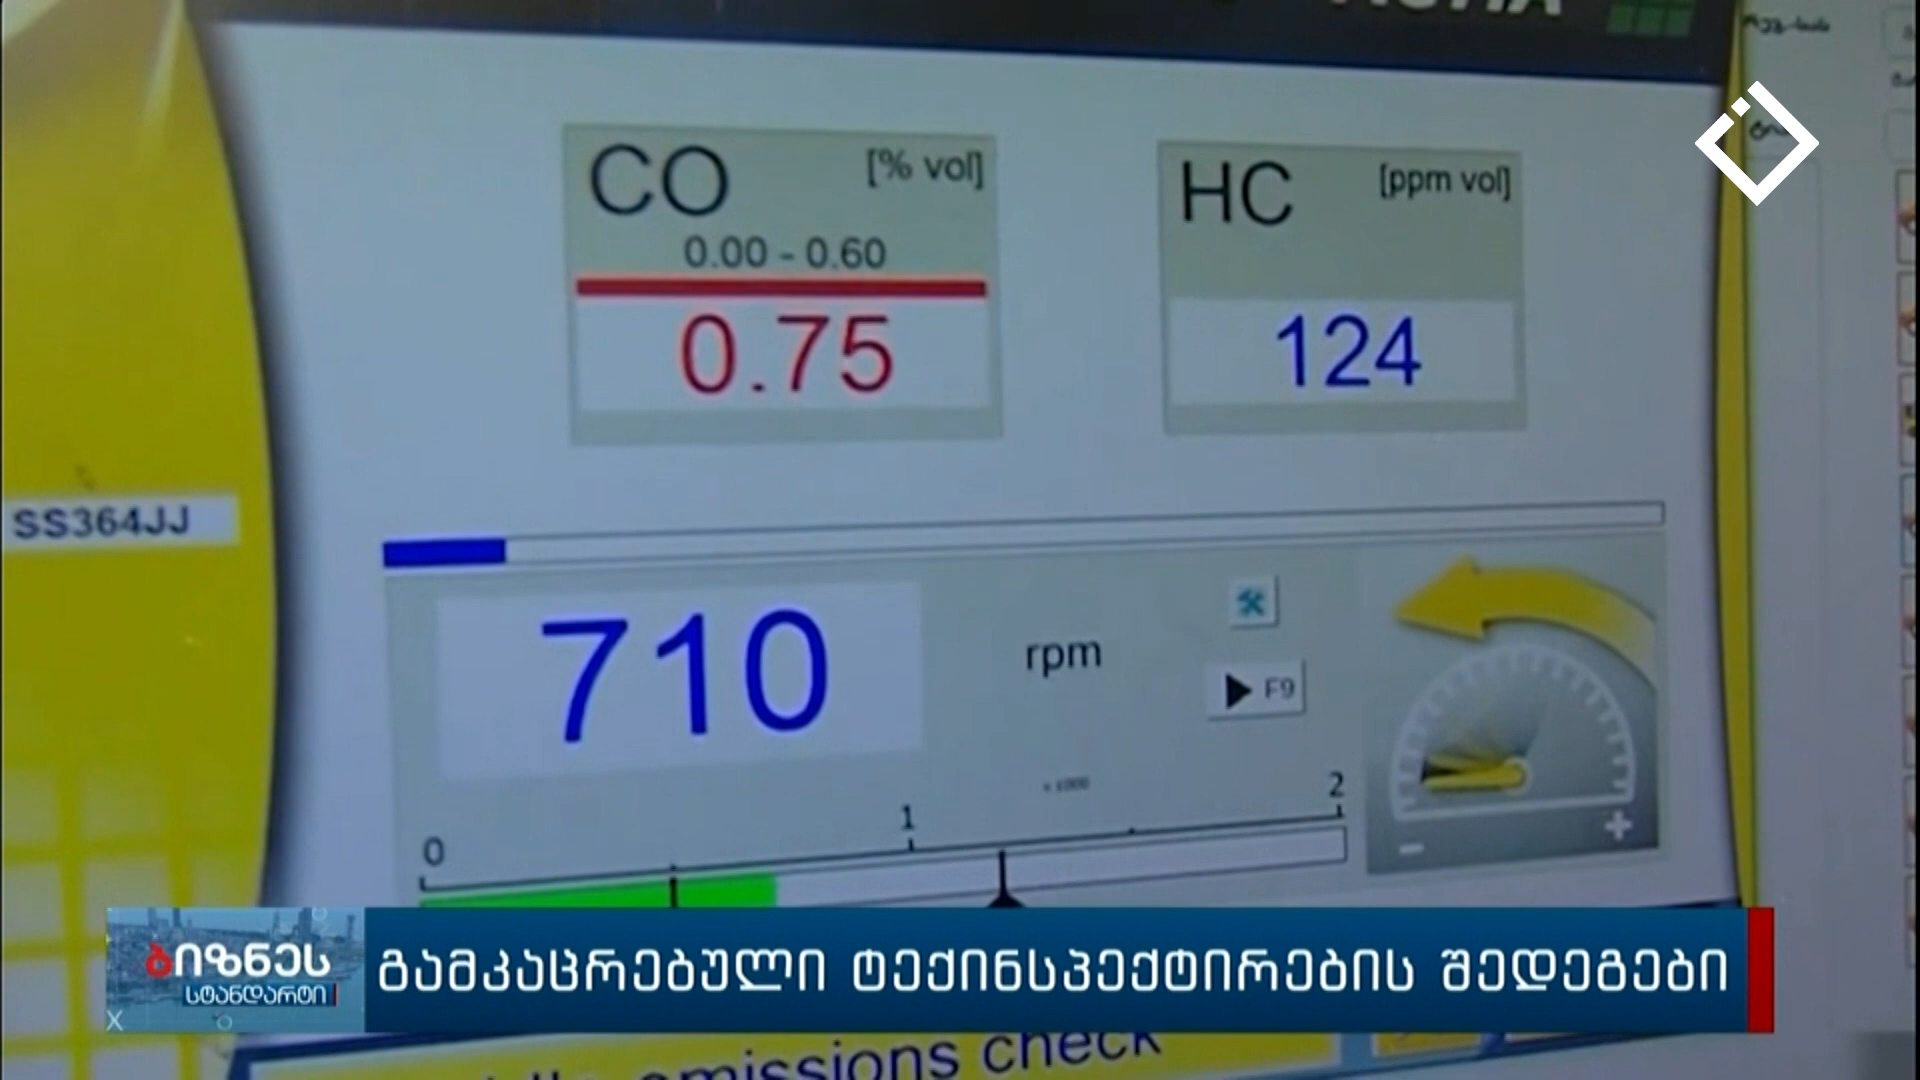 CO [% vol]
0.00 - 0.60
0.75
HC [ppm vol]
124
SS364JJ
710 rpm
F9
0 1 2
ბიზნეს
სტანდარტი
გამკაცრებული ტექინსპექტირების შედეგები
emissions check